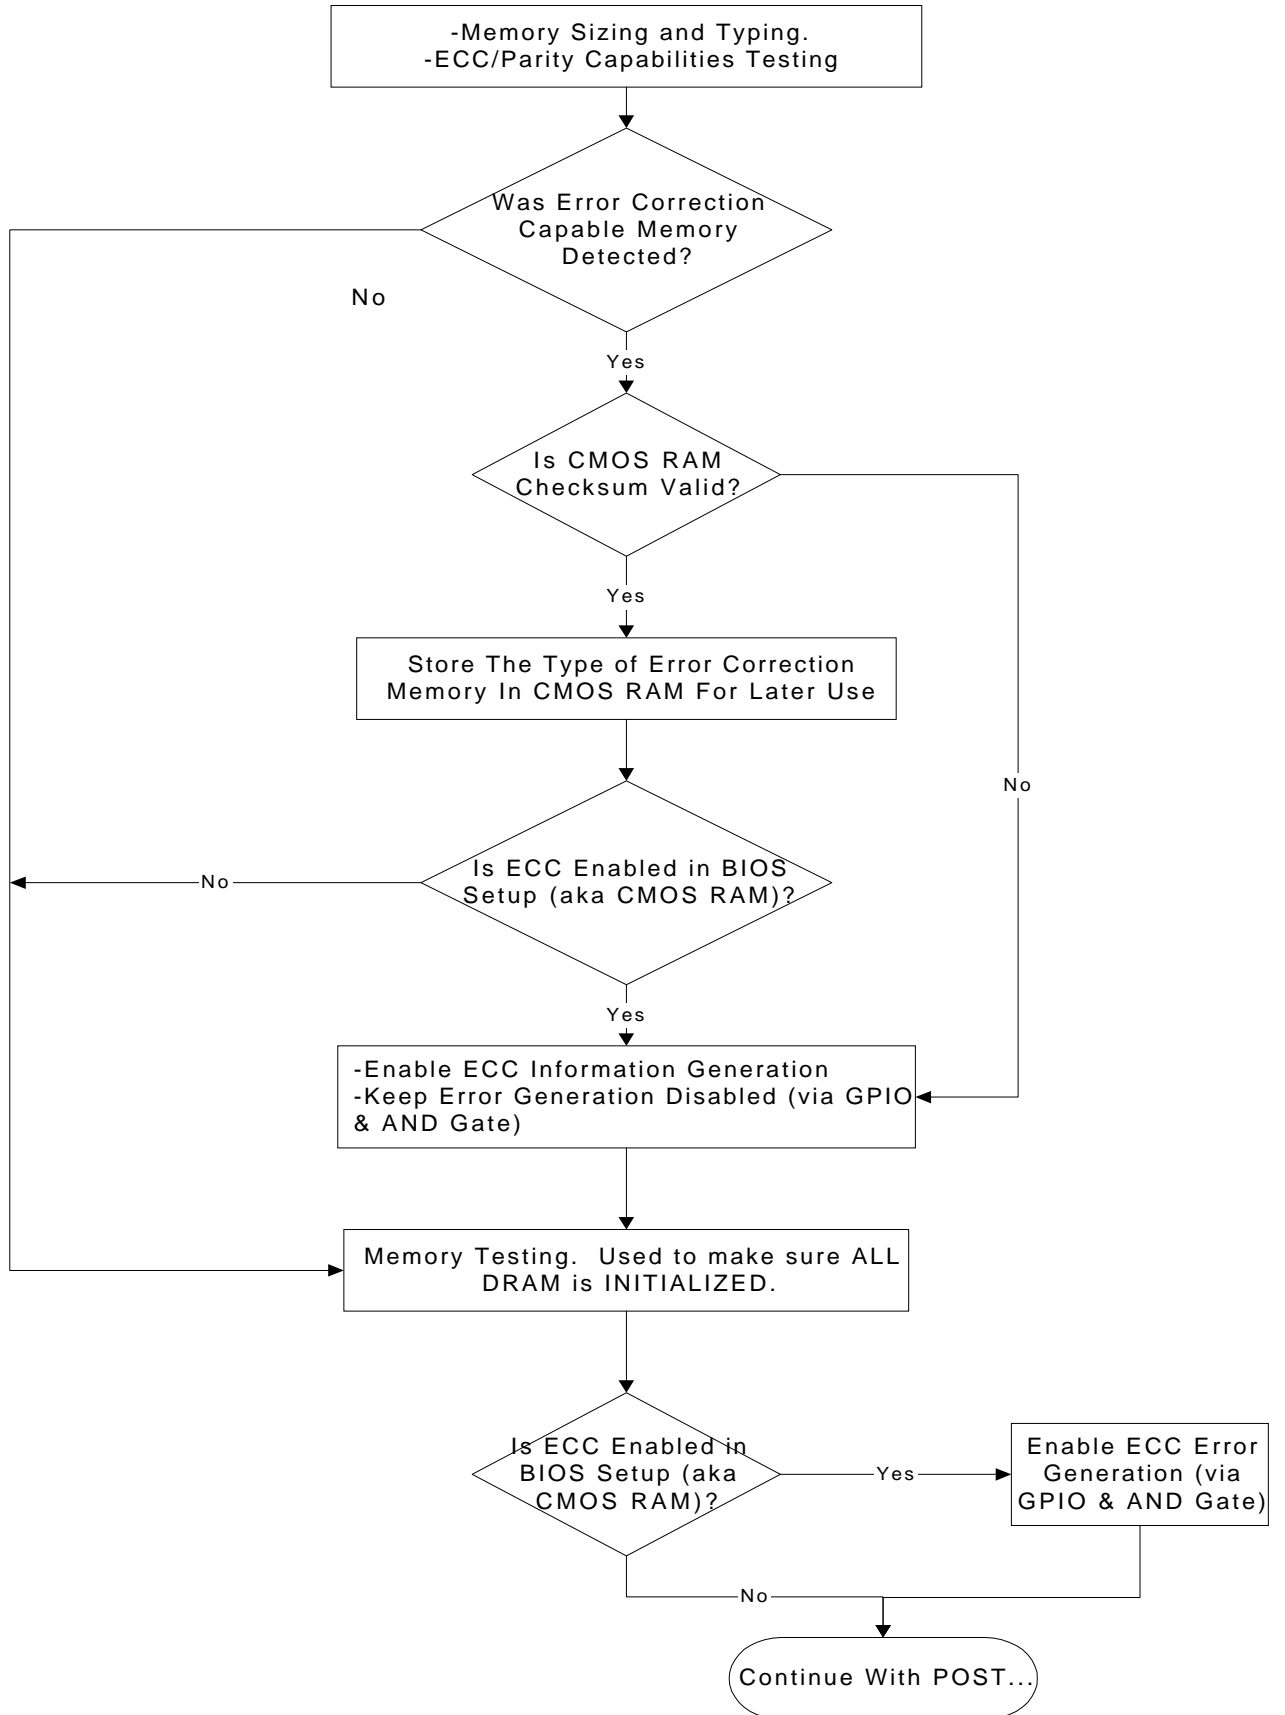 -Memory Sizing and Typing.
-ECC/Parity Capabilities Testing
Was Error Correction
Capable Memory
Detected?
No
Yes
Is CMOS RAM
Checksum Valid?
Yes
Store The Type of Error Correction
Memory In CMOS RAM For Later Use
No
Is ECC Enabled in BIOS
Setup (aka CMOS RAM)?
No
Yes
-Enable ECC Information Generation
-Keep Error Generation Disabled (via GPIO
& AND Gate)
Memory Testing. Used to make sure ALL
DRAM is INITIALIZED.
Is ECC Enabled in
BIOS Setup (aka
CMOS RAM)?
Yes
Enable ECC Error
Generation (via
GPIO & AND Gate)
No
Continue With POST...